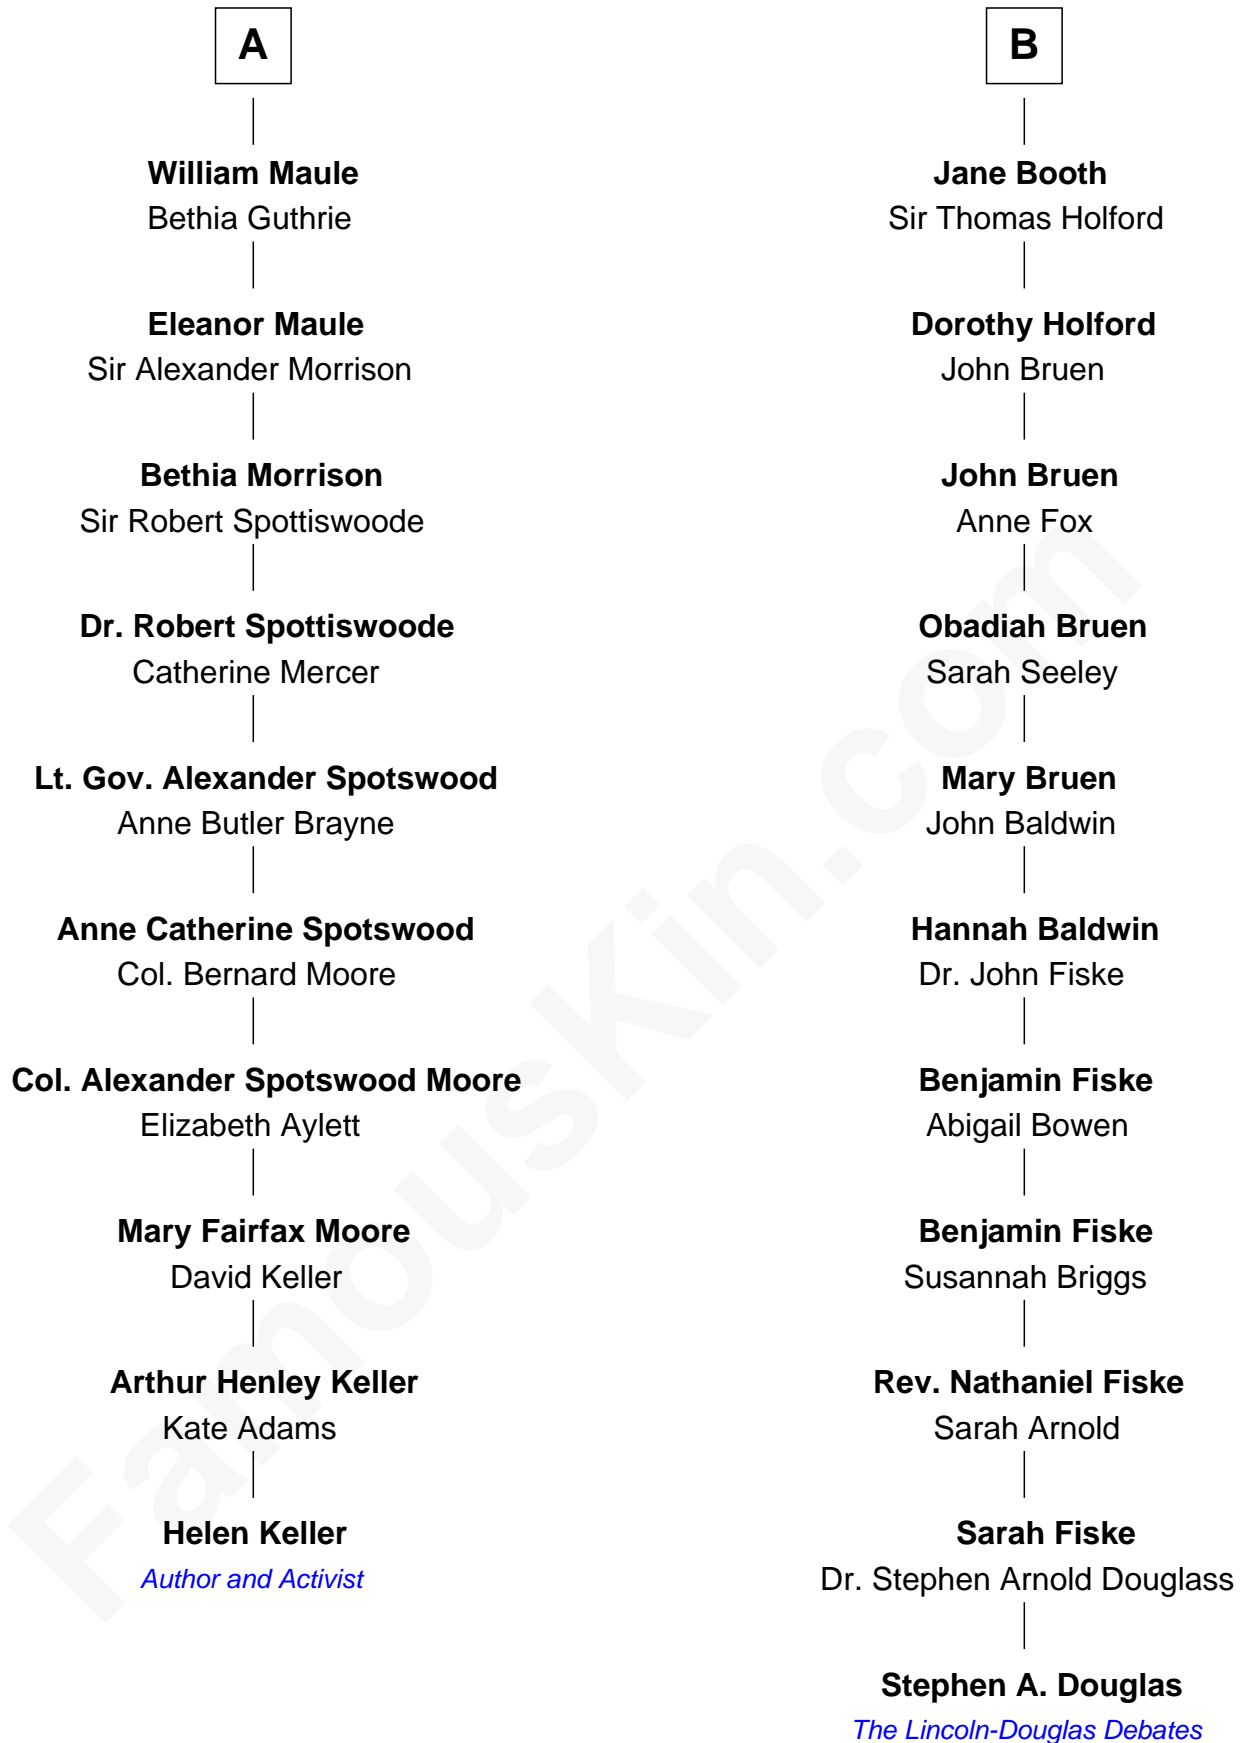 A
William Maule
Bethia Guthrie
Eleanor Maule
Sir Alexander Morrison
Bethia Morrison
Sir Robert Spottiswoode
Dr. Robert Spottiswoode
Catherine Mercer
Lt. Gov. Alexander Spotswood
Anne Butler Brayne
Anne Catherine Spotswood
Col. Bernard Moore
Col. Alexander Spotswood Moore
Elizabeth Aylett
Mary Fairfax Moore
David Keller
Arthur Henley Keller
Kate Adams
Helen Keller
Author and Activist
B
Jane Booth
Sir Thomas Holford
Dorothy Holford
John Bruen
John Bruen
Anne Fox
Obadiah Bruen
Sarah Seeley
Mary Bruen
John Baldwin
Hannah Baldwin
Dr. John Fiske
Benjamin Fiske
Abigail Bowen
Benjamin Fiske
Susannah Briggs
Rev. Nathaniel Fiske
Sarah Arnold
Sarah Fiske
Dr. Stephen Arnold Douglass
Stephen A. Douglas
The Lincoln-Douglas Debates
FamousKin.com